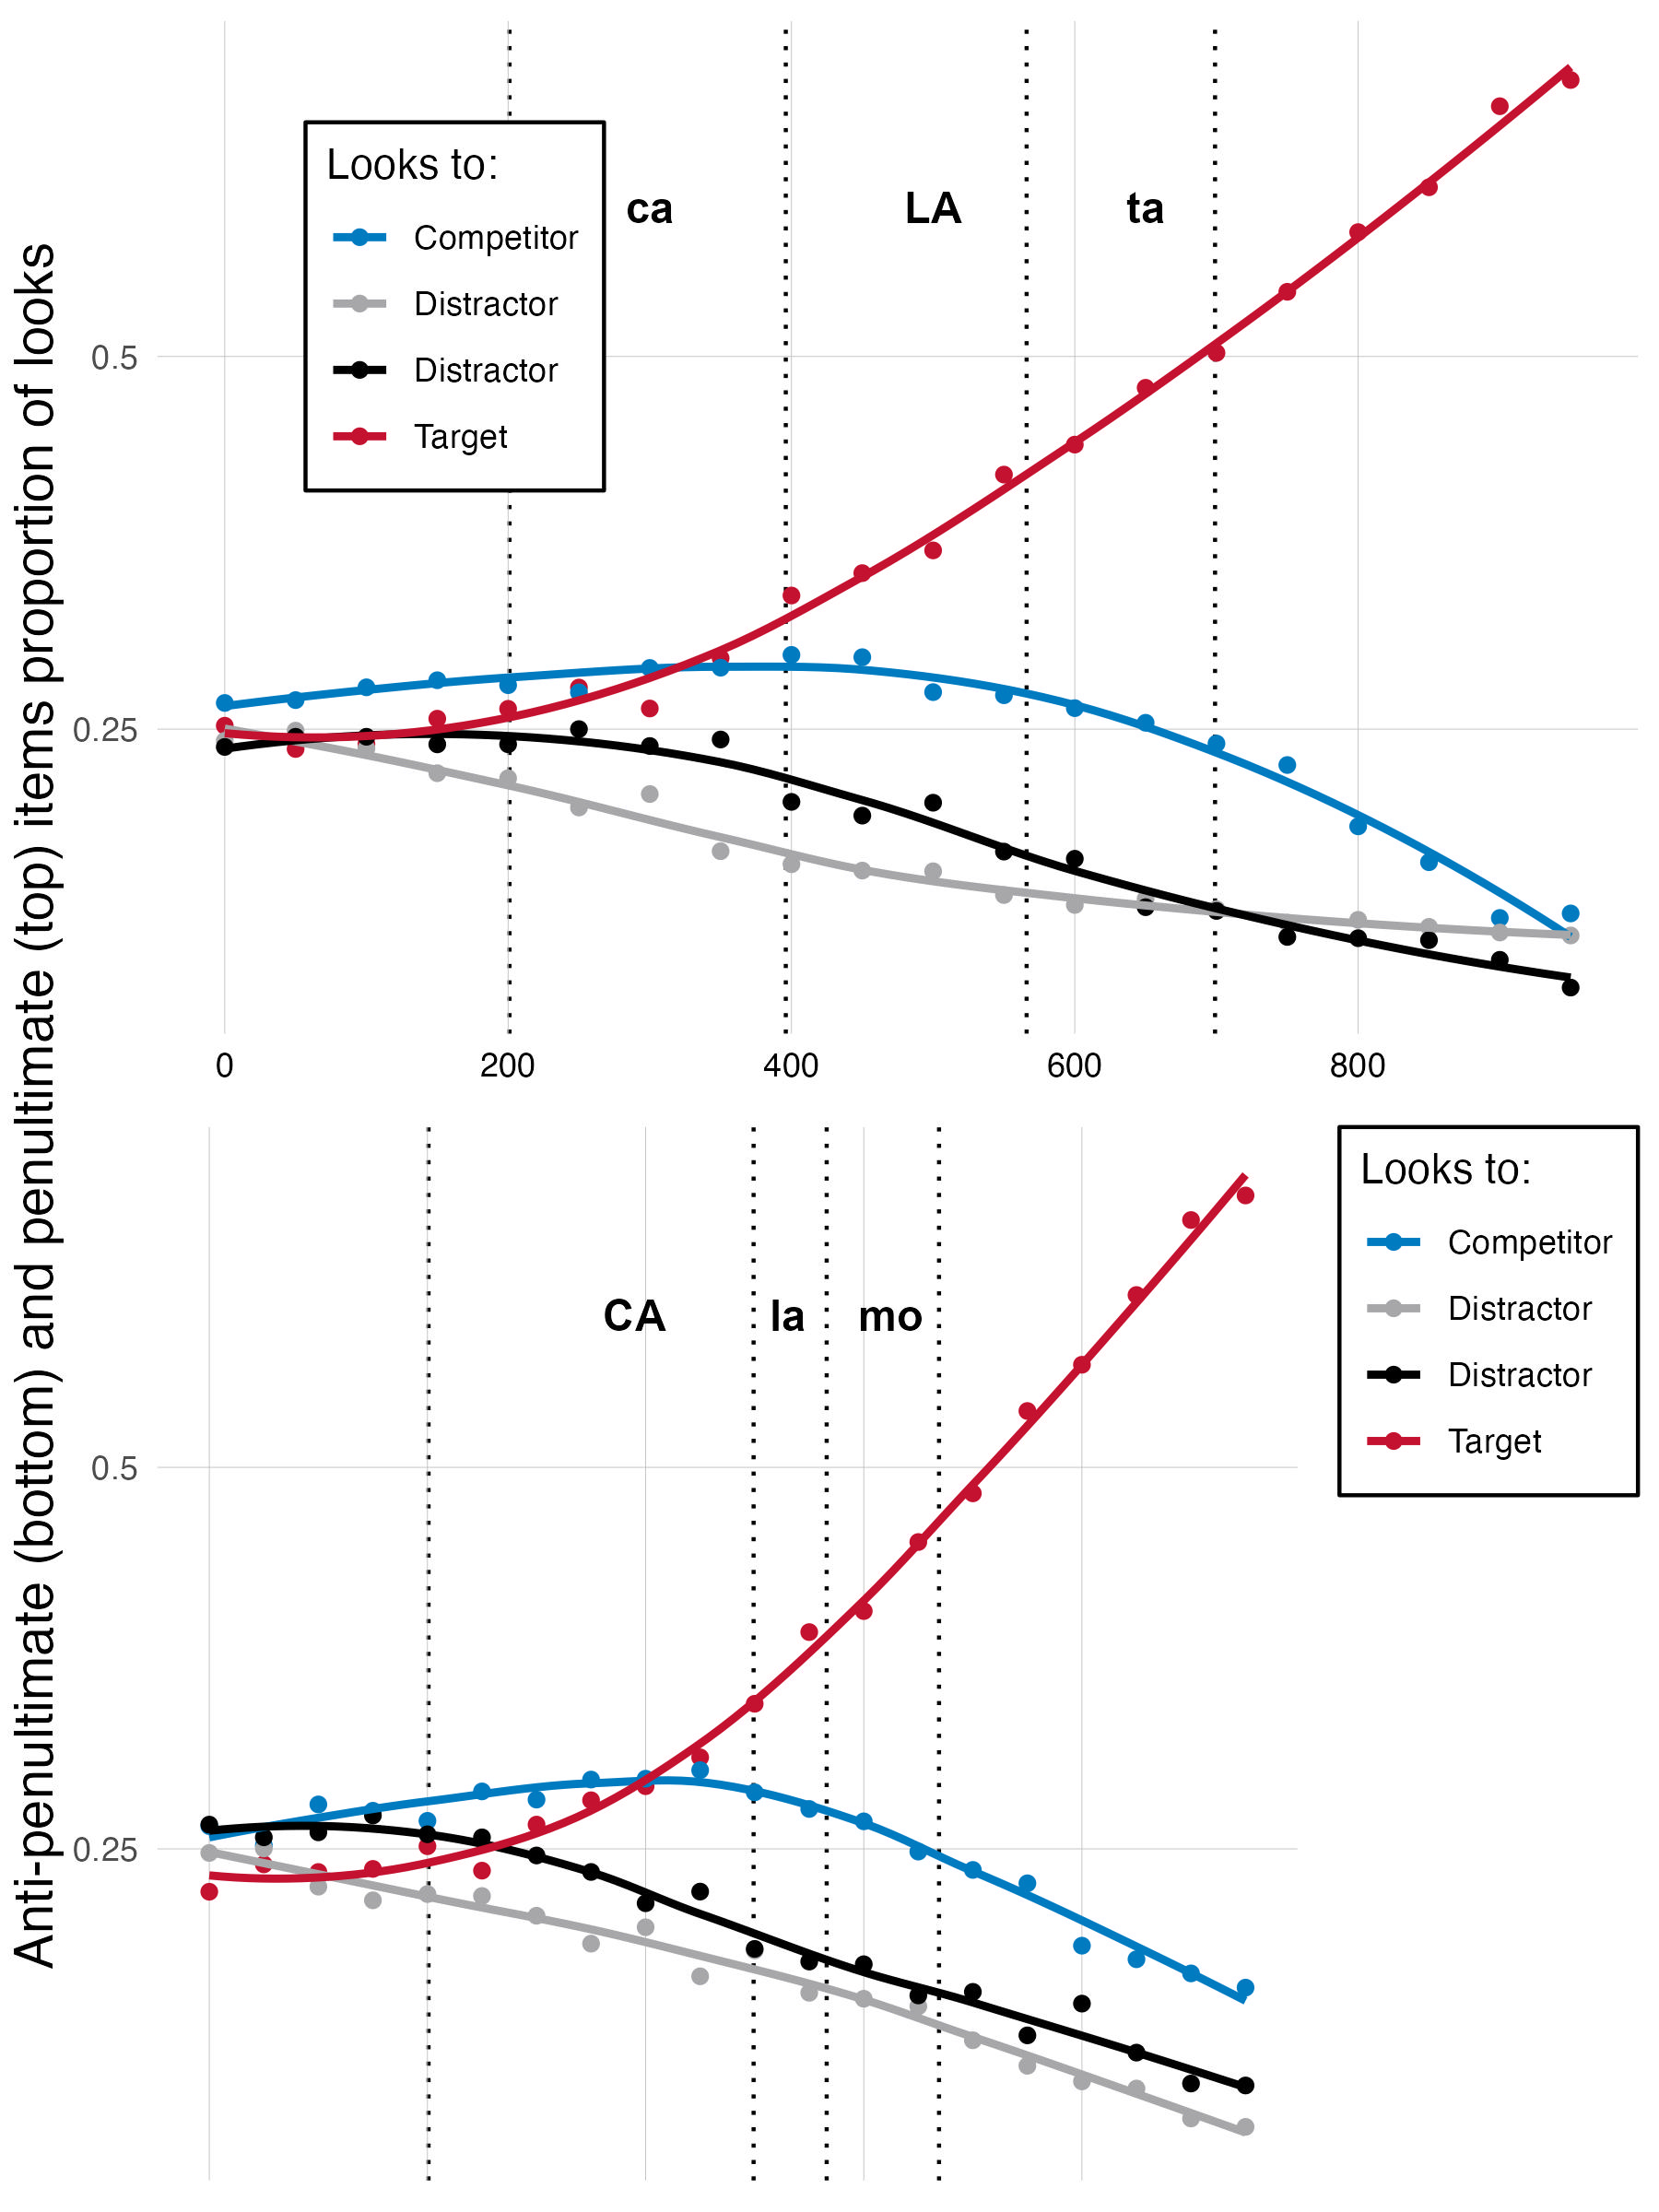 Anti-penultimate (bottom) and penultimate (top) items proportion of looks
Looks to:
Competitor
Distractor
Distractor
Target
ca
LA
ta
0.5
0.25
0
200
400
600
800
Looks to:
Competitor
Distractor
Distractor
Target
CA
la
mo
0.5
0.25